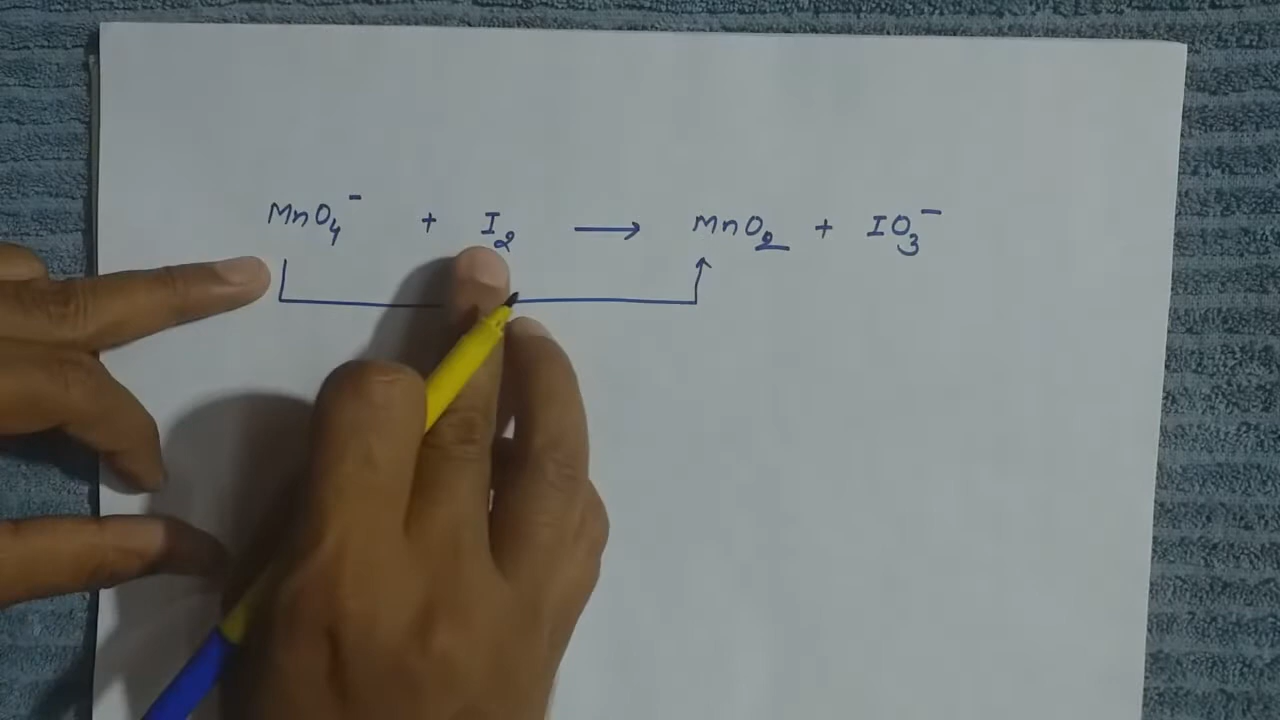 MnO₄⁻ + I₂ → MnO₂ + IO₃⁻